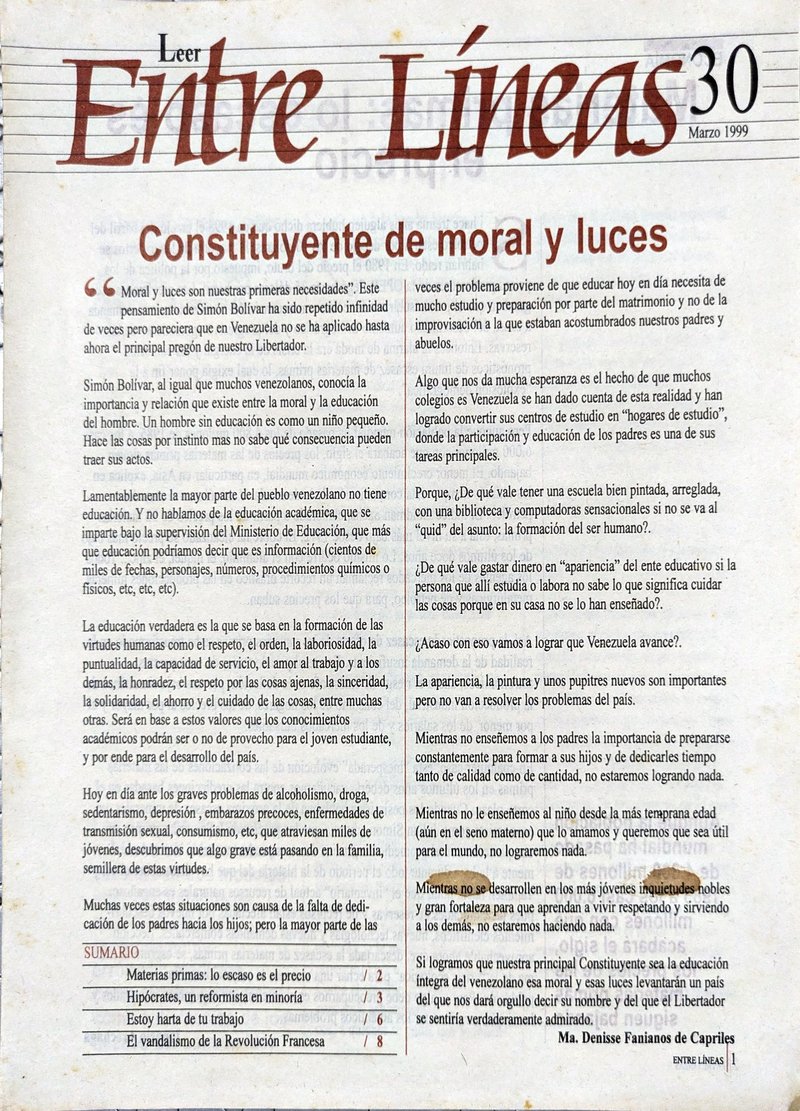 Leer
Entre Líneas
30
Marzo 1999
Constituyente de moral y luces
“ Moral y luces son nuestras primeras necesidades”. Este
pensamiento de Simón Bolívar ha sido repetido infinidad
de veces pero pareciera que en Venezuela no se ha aplicado hasta
ahora el principal pregón de nuestro Libertador.
Simón Bolívar, al igual que muchos venezolanos, conocía la
importancia y relación que existe entre la moral y la educación
del hombre. Un hombre sin educación es como un niño pequeño.
Hace las cosas por instinto mas no sabe qué consecuencia pueden
traer sus actos.
Lamentablemente la mayor parte del pueblo venezolano no tiene
educación. Y no hablamos de la educación académica, que se
imparte bajo la supervisión del Ministerio de Educación, que más
que educación podríamos decir que es información (cientos de
miles de fechas, personajes, números, procedimientos químicos o
físicos, etc, etc, etc).
La educación verdadera es la que se basa en la formación de las
virtudes humanas como el respeto, el orden, la laboriosidad, la
puntualidad, la capacidad de servicio, el amor al trabajo y a los
demás, la honradez, el respeto por las cosas ajenas, la sinceridad,
la solidaridad, el ahorro y el cuidado de las cosas, entre muchas
otras. Será en base a estos valores que los conocimientos
académicos podrán ser o no de provecho para el joven estudiante,
y por ende para el desarrollo del país.
Hoy en día ante los graves problemas de alcoholismo, droga,
sedentarismo, depresión , embarazos precoces, enfermedades de
transmisión sexual, consumismo, etc, que atraviesan miles de
jóvenes, descubrimos que algo grave está pasando en la familia,
semillera de estas virtudes.
Muchas veces estas situaciones son causa de la falta de dedi-
cación de los padres hacia los hijos; pero la mayor parte de las
SUMARIO
Materias primas: lo escaso es el precio / 2
Hipócrates, un reformista en minoría / 3
Estoy harta de tu trabajo / 6
El vandalismo de la Revolución Francesa / 8
veces el problema proviene de que educar hoy en día necesita de
mucho estudio y preparación por parte del matrimonio y no de la
improvisación a la que estaban acostumbrados nuestros padres y
abuelos.
Algo que nos da mucha esperanza es el hecho de que muchos
colegios es Venezuela se han dado cuenta de esta realidad y han
logrado convertir sus centros de estudio en “hogares de estudio”,
donde la participación y educación de los padres es una de sus
tareas principales.
Porque, ¿De qué vale tener una escuela bien pintada, arreglada,
con una biblioteca y computadoras sensacionales si no se va al
“quid” del asunto: la formación del ser humano?.
¿De qué vale gastar dinero en “apariencia” del ente educativo si la
persona que allí estudia o labora no sabe lo que significa cuidar
las cosas porque en su casa no se lo han enseñado?.
¿Acaso con eso vamos a lograr que Venezuela avance?.
La apariencia, la pintura y unos pupitres nuevos son importantes
pero no van a resolver los problemas del país.
Mientras no enseñemos a los padres la importancia de prepararse
constantemente para formar a sus hijos y de dedicarles tiempo
tanto de calidad como de cantidad, no estaremos logrando nada.
Mientras no le enseñemos al niño desde la más temprana edad
(aún en el seno materno) que lo amamos y queremos que sea útil
para el mundo, no lograremos nada.
Mientras no se desarrollen en los más jóvenes inquietudes nobles
y gran fortaleza para que aprendan a vivir respetando y sirviendo
a los demás, no estaremos haciendo nada.
Si logramos que nuestra principal Constituyente sea la educación
íntegra del venezolano esa moral y esas luces levantarán un país
del que nos dará orgullo decir su nombre y del que el Libertador
se sentiría verdaderamente admirado.
Ma. Denisse Fanianos de Capriles
ENTRE LÍNEAS 1